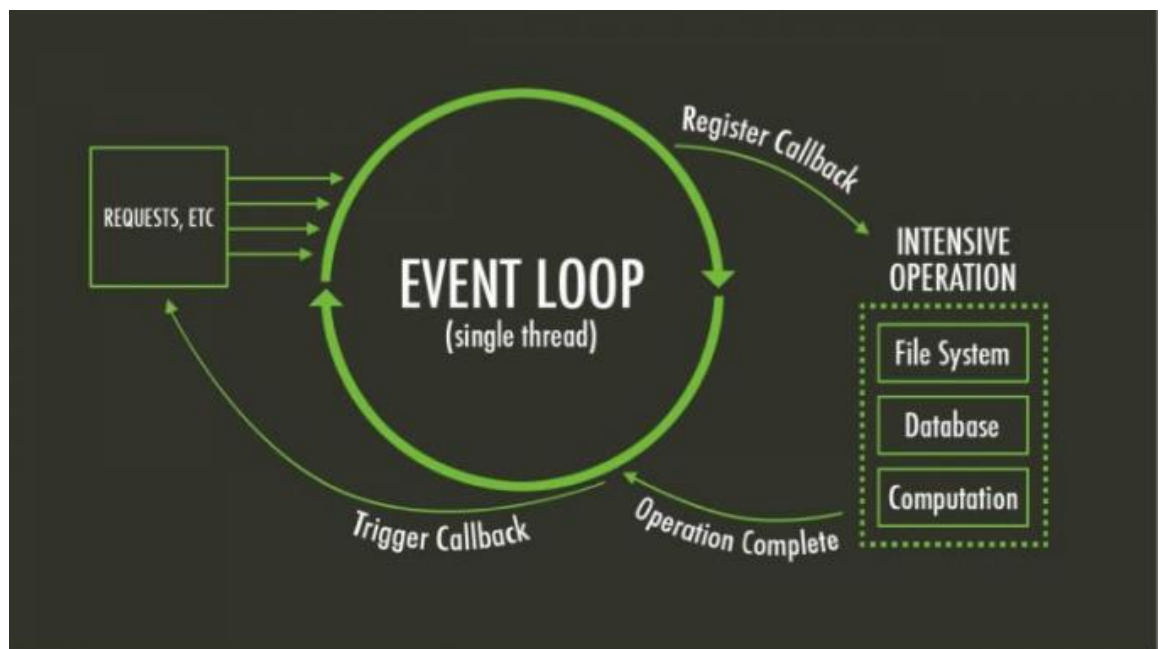 REQUESTS, ETC
EVENT LOOP
(single thread)
Register Callback
INTENSIVE
OPERATION
File System
Database
Computation
Operation Complete
Trigger Callback